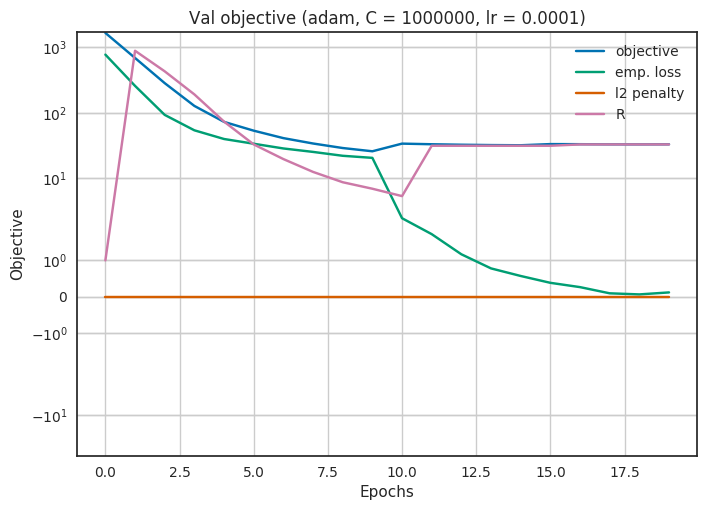 Val objective (adam, C = 1000000, lr = 0.0001)
objective
emp. loss
l2 penalty
R
Objective
10³
10²
10¹
10⁰
0
−10⁰
−10¹
0.0 2.5 5.0 7.5 10.0 12.5 15.0 17.5
Epochs